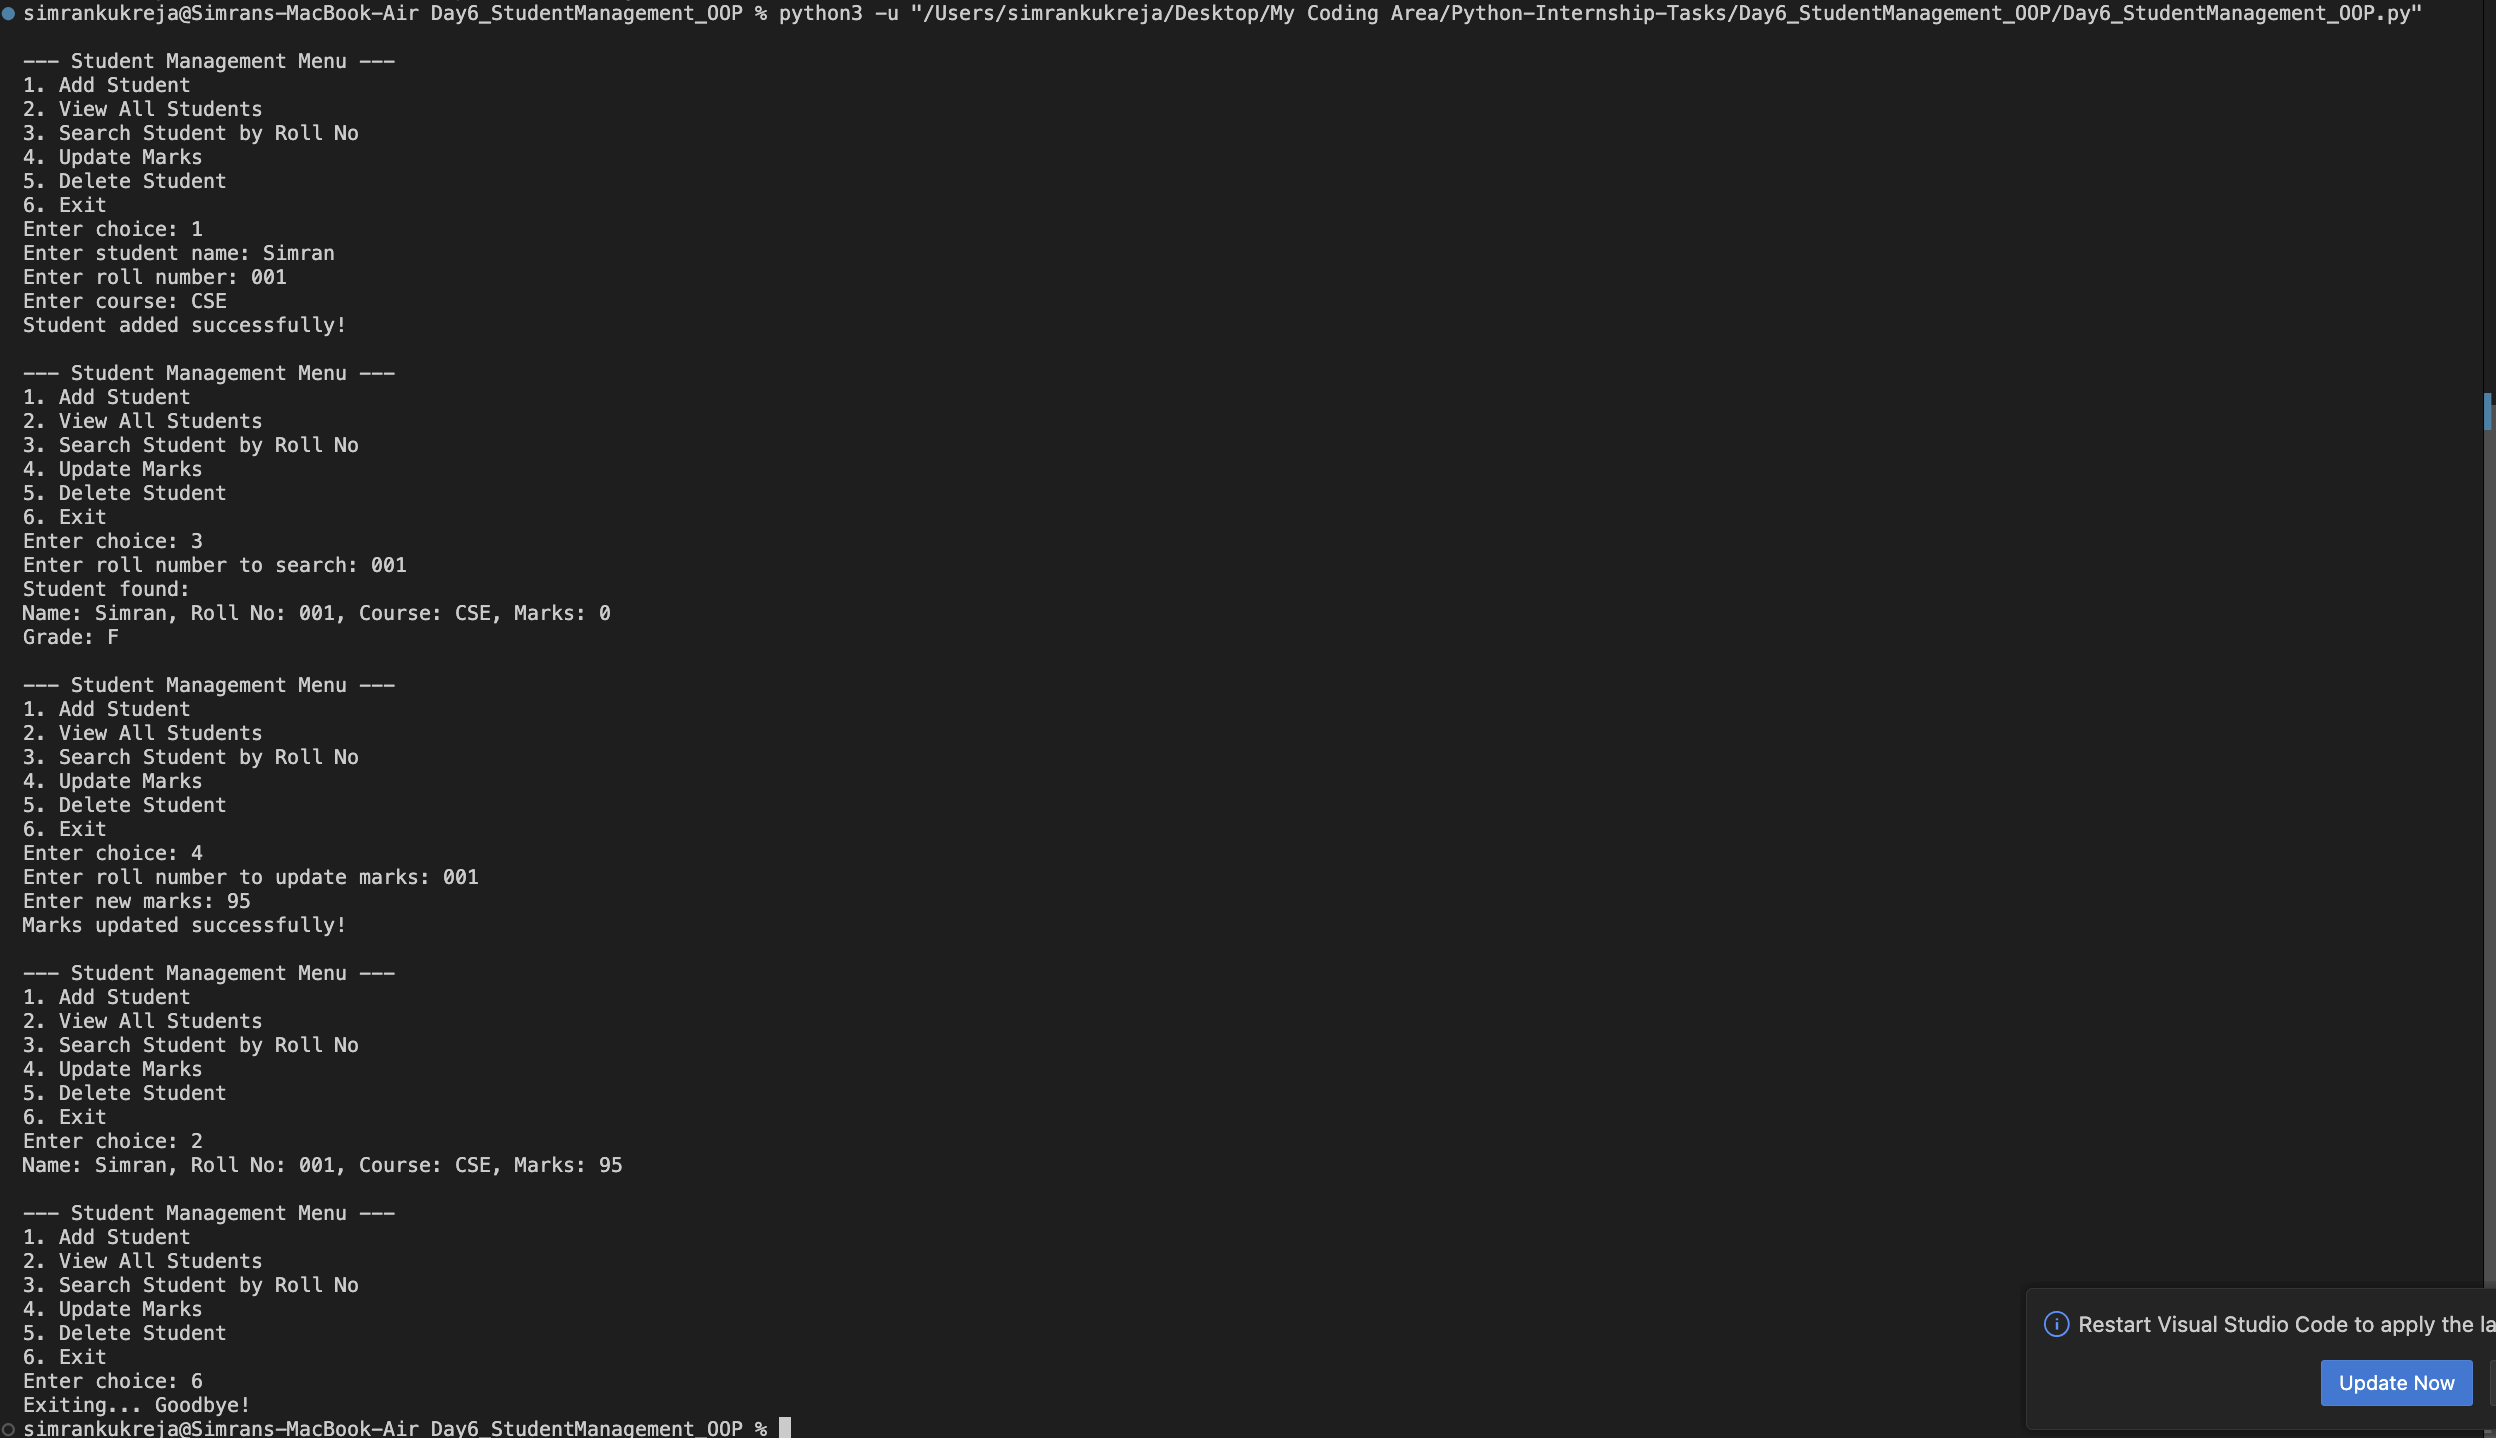 simrankukreja@Simrans-MacBook-Air Day6_StudentManagement_OOP % python3 -u "/Users/simrankukreja/Desktop/My Coding Area/Python-Internship-Tasks/Day6_StudentManagement_OOP/Day6_StudentManagement_OOP.py"
--- Student Management Menu ---
1. Add Student
2. View All Students
3. Search Student by Roll No
4. Update Marks
5. Delete Student
6. Exit
Enter choice: 1
Enter student name: Simran
Enter roll number: 001
Enter course: CSE
Student added successfully!
--- Student Management Menu ---
1. Add Student
2. View All Students
3. Search Student by Roll No
4. Update Marks
5. Delete Student
6. Exit
Enter choice: 3
Enter roll number to search: 001
Student found:
Name: Simran, Roll No: 001, Course: CSE, Marks: 0
Grade: F
--- Student Management Menu ---
1. Add Student
2. View All Students
3. Search Student by Roll No
4. Update Marks
5. Delete Student
6. Exit
Enter choice: 4
Enter roll number to update marks: 001
Enter new marks: 95
Marks updated successfully!
--- Student Management Menu ---
1. Add Student
2. View All Students
3. Search Student by Roll No
4. Update Marks
5. Delete Student
6. Exit
Enter choice: 2
Name: Simran, Roll No: 001, Course: CSE, Marks: 95
--- Student Management Menu ---
1. Add Student
2. View All Students
3. Search Student by Roll No
4. Update Marks
5. Delete Student
6. Exit
Enter choice: 6
Exiting... Goodbye!
simrankukreja@Simrans-MacBook-Air Day6_StudentManagement_OOP %
Restart Visual Studio Code to apply the la
Update Now